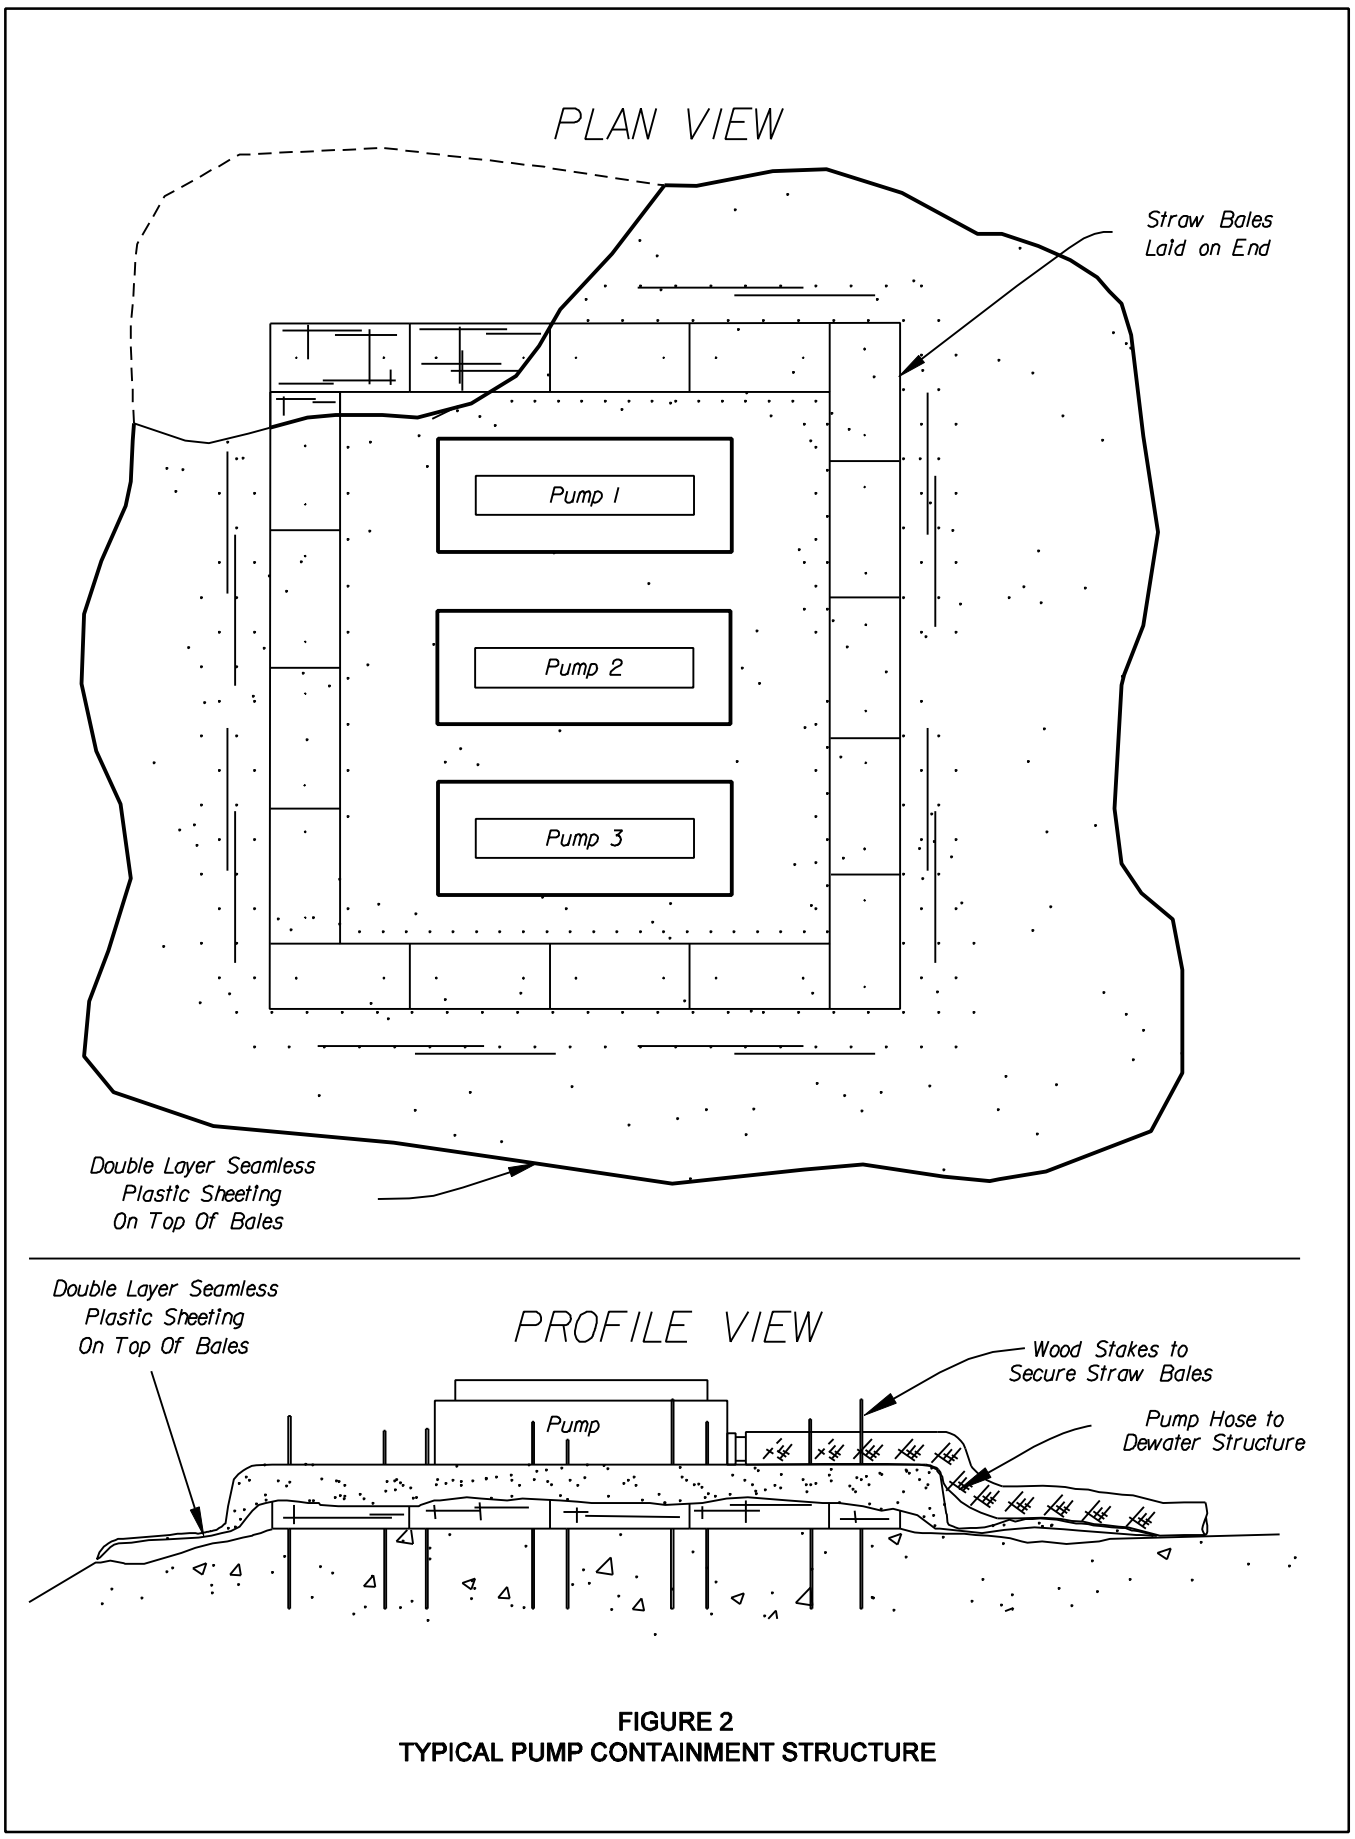 PLAN VIEW
Straw Bales
Laid on End
Pump 1
Pump 2
Pump 3
Double Layer Seamless
Plastic Sheeting
On Top Of Bales
Double Layer Seamless
Plastic Sheeting
On Top Of Bales
PROFILE VIEW
Wood Stakes to
Secure Straw Bales
Pump
Pump Hose to
Dewater Structure
FIGURE 2
TYPICAL PUMP CONTAINMENT STRUCTURE